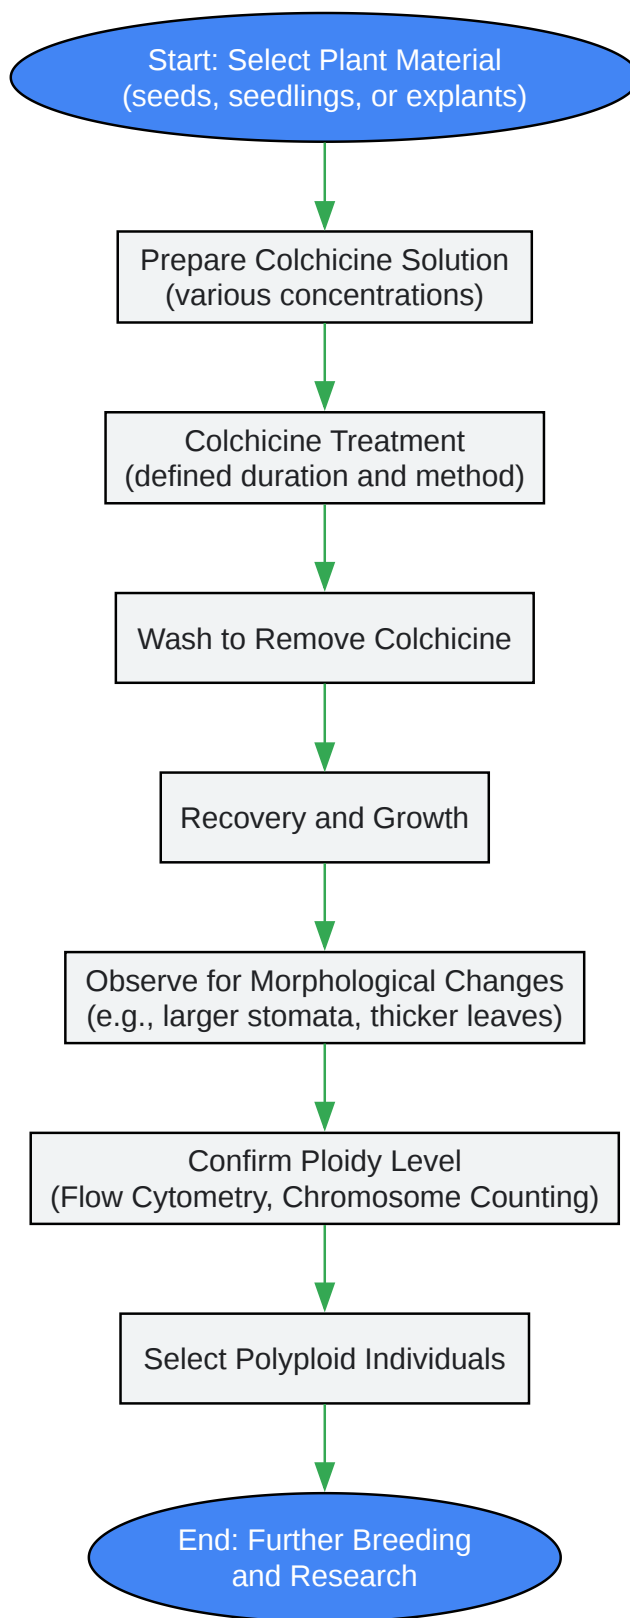 Start: Select Plant Material
(seeds, seedlings, or explants)
Prepare Colchicine Solution
(various concentrations)
Colchicine Treatment
(defined duration and method)
Wash to Remove Colchicine
Recovery and Growth
Observe for Morphological Changes
(e.g., larger stomata, thicker leaves)
Confirm Ploidy Level
(Flow Cytometry, Chromosome Counting)
Select Polyploid Individuals
End: Further Breeding
and Research